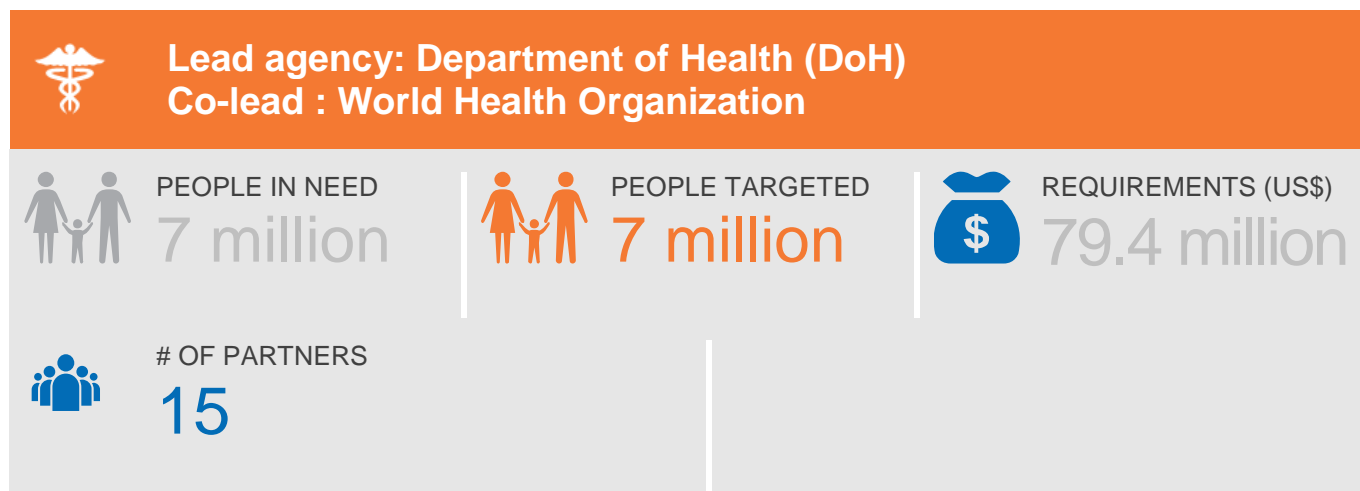 Lead agency: Department of Health (DoH)
Co-lead : World Health Organization
PEOPLE IN NEED
7 million
PEOPLE TARGETED
7 million
REQUIREMENTS (US$)
$
79.4 million
# OF PARTNERS
15